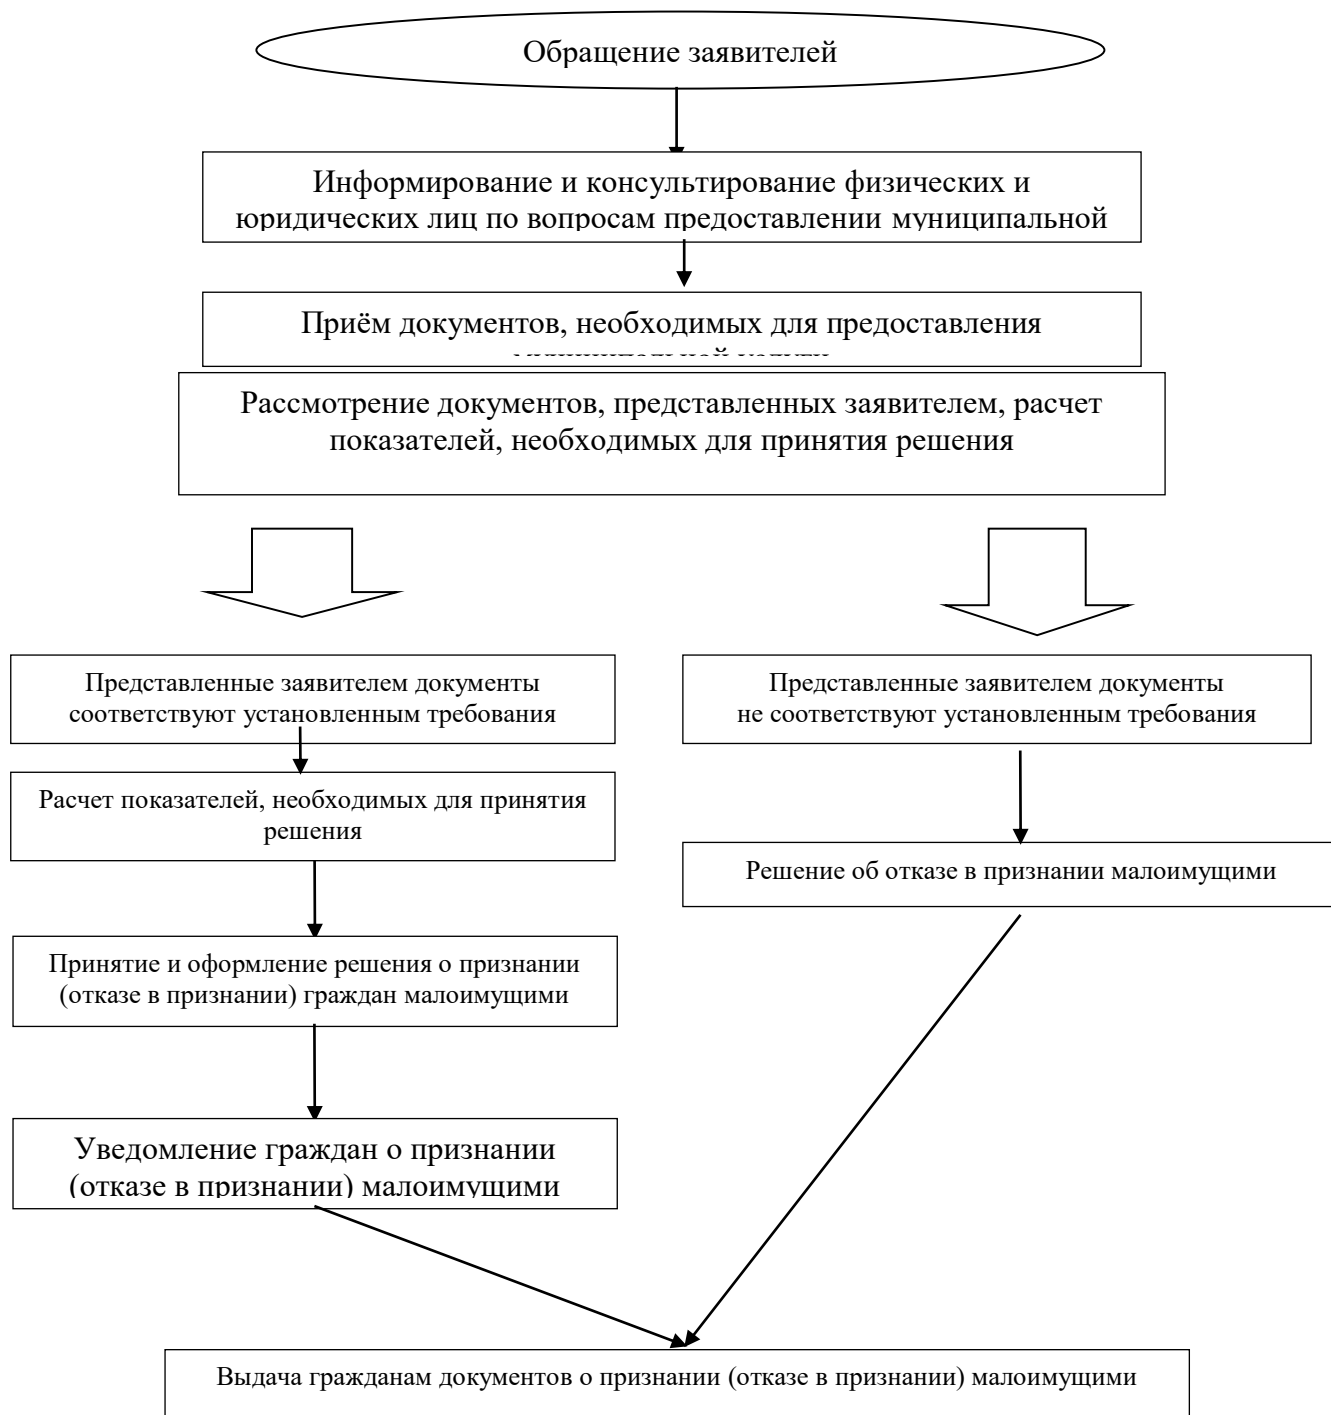 Обращение заявителей
Информирование и консультирование физических и
юридических лиц по вопросам предоставлении муниципальной
Приём документов, необходимых для предоставления
муниципальной услуги
Рассмотрение документов, представленных заявителем, расчет
показателей, необходимых для принятия решения
Представленные заявителем документы
соответствуют установленным требования
Представленные заявителем документы
не соответствуют установленным требования
Расчет показателей, необходимых для принятия
решения
Решение об отказе в признании малоимущими
Принятие и оформление решения о признании
(отказе в признании) граждан малоимущими
Уведомление граждан о признании
(отказе в признании) малоимущими
Выдача гражданам документов о признании (отказе в признании) малоимущими